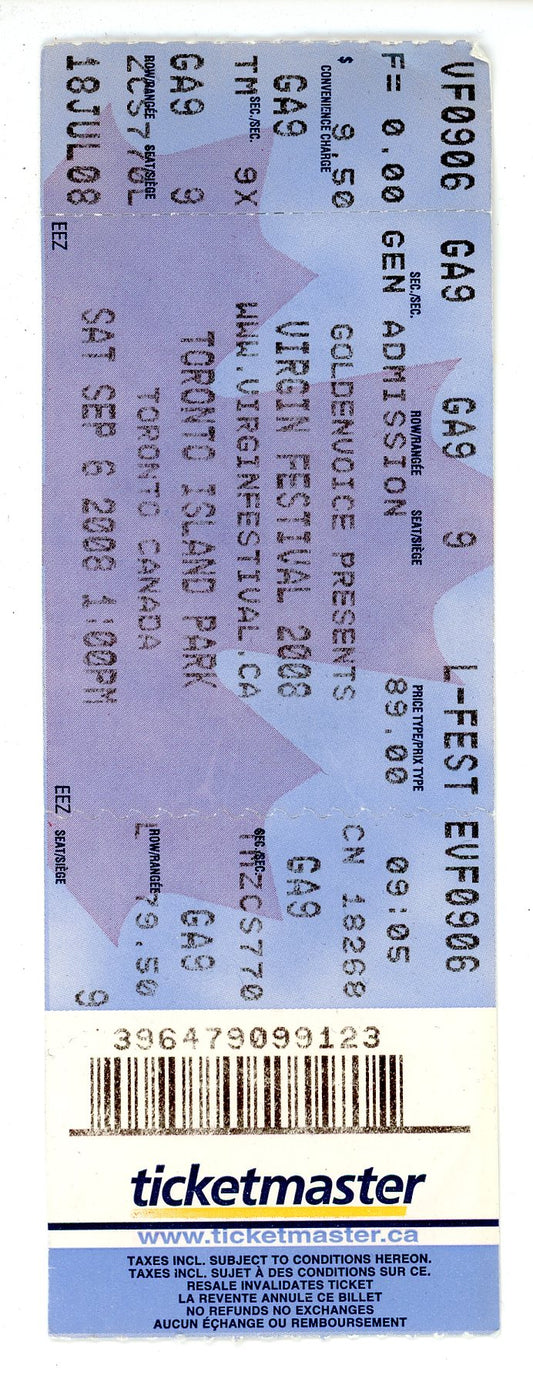 VF0906 GA9 GA9 9 L-FEST EVF0906
SEC./SEC. ROW/RANGÉE SEAT/SIÈGE PRICE TYPE/PRIX TYPE
F= 0.00 GEN ADMISSION 89.00 09:05
$ 9.50 GOLDENVOICE PRESENTS CN 18268
CONVENIENCE CHARGE
GA9 VIRGIN FESTIVAL 2008 GA9
SEC./SEC. SEC./SEC.
TM 9X WWW.VIRGINFESTIVAL.CA TMZCS770
GA9 9 TORONTO ISLAND PARK GA9
ROW/RANGÉE SEAT/SIÈGE ROW/RANGÉE
ZCS770L TORONTO CANADA L 79.50
18JUL08 SAT SEP 6 2008 1:00PM 9
EEZ EEZ SEAT/SIÈGE
396479099123
ticketmaster
www.ticketmaster.ca
TAXES INCL. SUBJECT TO CONDITIONS HEREON.
TAXES INCL. SUJET À DES CONDITIONS SUR CE.
RESALE INVALIDATES TICKET
LA REVENTE ANNULE CE BILLET
NO REFUNDS NO EXCHANGES
AUCUN ÉCHANGE OU REMBOURSEMENT